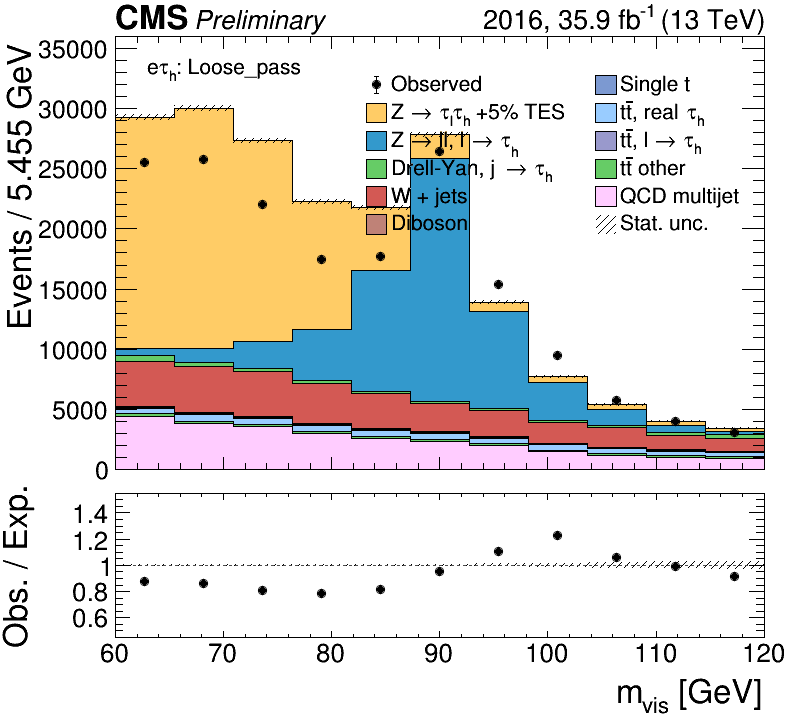 CMS Preliminary 2016, 35.9 fb⁻¹ (13 TeV)
Events / 5.455 GeV
35000
30000
25000
20000
15000
10000
5000
0
eτh: Loose_pass
Observed
Z → τlτh +5% TES
Z → ll, l → τh
Drell-Yan, j → τh
W + jets
Diboson
Single t
tt̄, real τh
tt̄, l → τh
tt̄ other
QCD multijet
Stat. unc.
Obs. / Exp.
1.4
1.2
1
0.8
0.6
60 70 80 90 100 110 120
mvis [GeV]